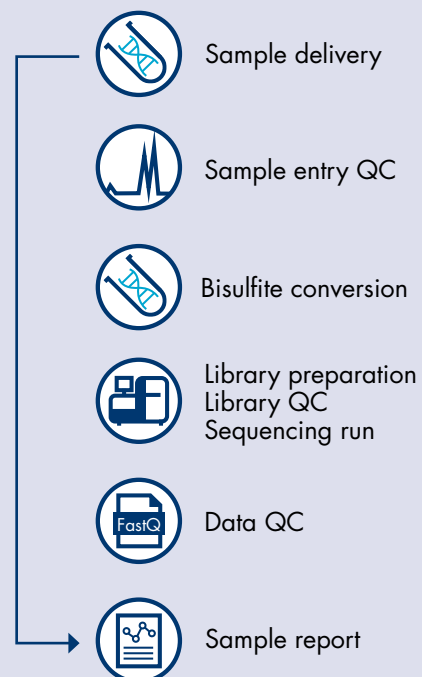 Sample delivery
Sample entry QC
Bisulfite conversion
Library preparation
Library QC
Sequencing run
FastQ
Data QC
Sample report